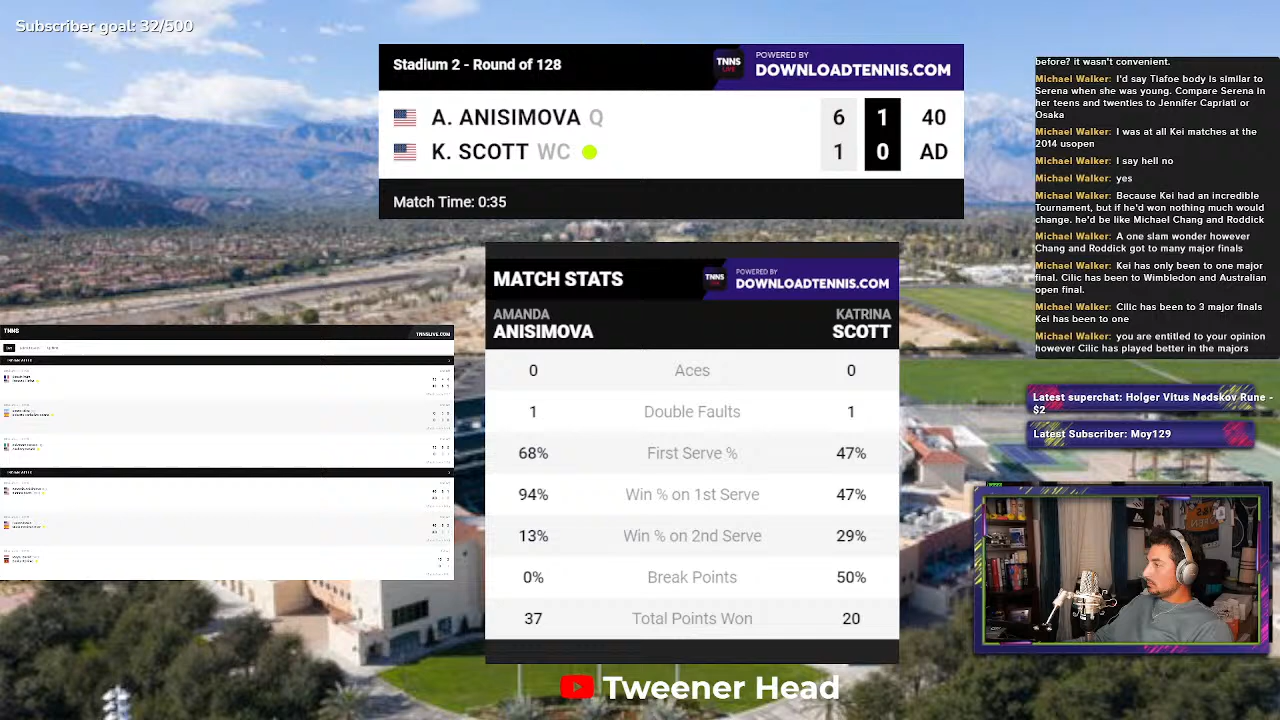 Subscriber goal: 32/500
Stadium 2 - Round of 128
TNNS
LIVE
POWERED BY
DOWNLOADTENNIS.COM
A. ANISIMOVA Q 6 1 40
K. SCOTT WC 1 0 AD
Match Time: 0:35
MATCH STATS
TNNS
POWERED BY
DOWNLOADTENNIS.COM
AMANDA
ANISIMOVA
KATRINA
SCOTT
0 Aces 0
1 Double Faults 1
68% First Serve % 47%
94% Win % on 1st Serve 47%
13% Win % on 2nd Serve 29%
0% Break Points 50%
37 Total Points Won 20
TNNS
TNNSLIVE.COM
before? it wasn't convenient.
Michael Walker: I'd say Tiafoe body is similar to
Serena when she was young. Compare Serena in
her teens and twenties to Jennifer Capriati or
Osaka
Michael Walker: I was at all Kei matches at the
2014 usopen
Michael Walker: I say hell no
Michael Walker: yes
Michael Walker: Because Kei had an incredible
Tournament, but if he'd won nothing much would
change. he'd be like Michael Chang and Roddick
Michael Walker: A one slam wonder however
Chang and Roddick got to many major finals
Michael Walker: Kei has only been to one major
final. Cilic has been to Wimbledon and Australian
open final.
Michael Walker: Cilic has been to 3 major finals
Kei has been to one
Michael Walker: you are entitled to your opinion
however Cilic has played better in the majors
Latest superchat: Holger Vitus Nødskov Rune -
$2
Latest Subscriber: Moy129
Tweener Head